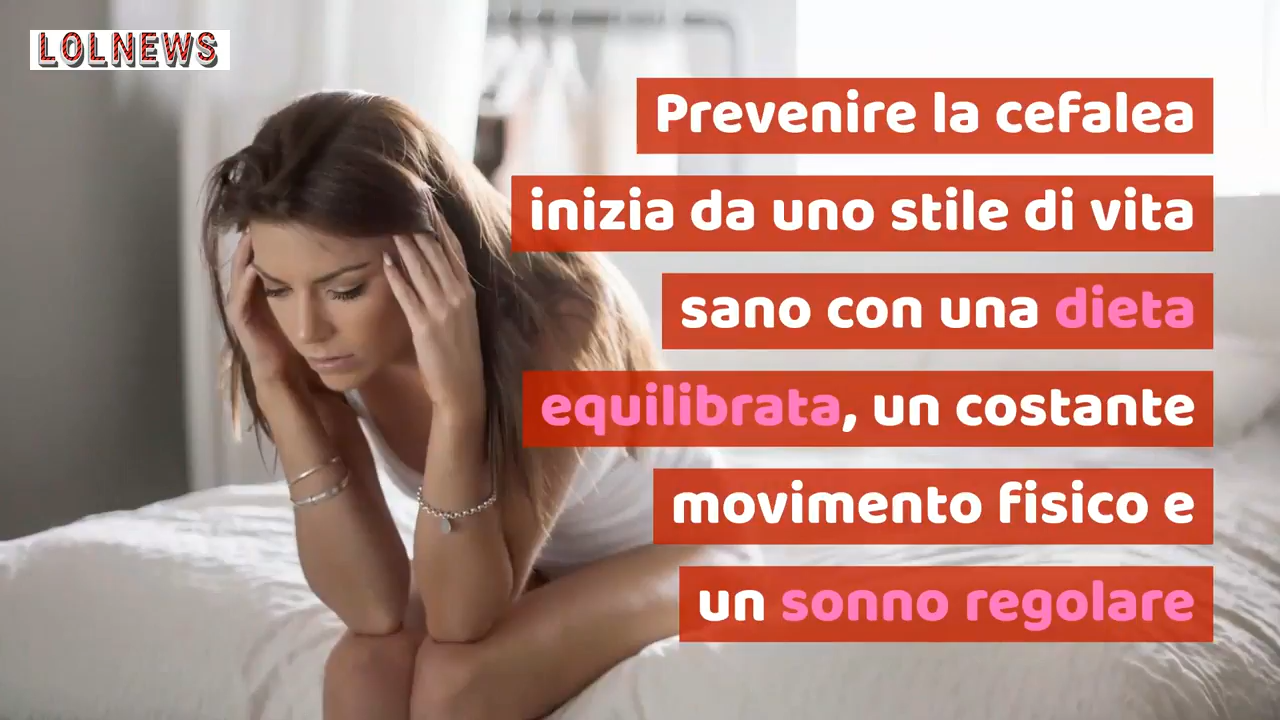 LOLNEWS
Prevenire la cefalea
inizia da uno stile di vita
sano con una dieta
equilibrata, un costante
movimento fisico e
un sonno regolare